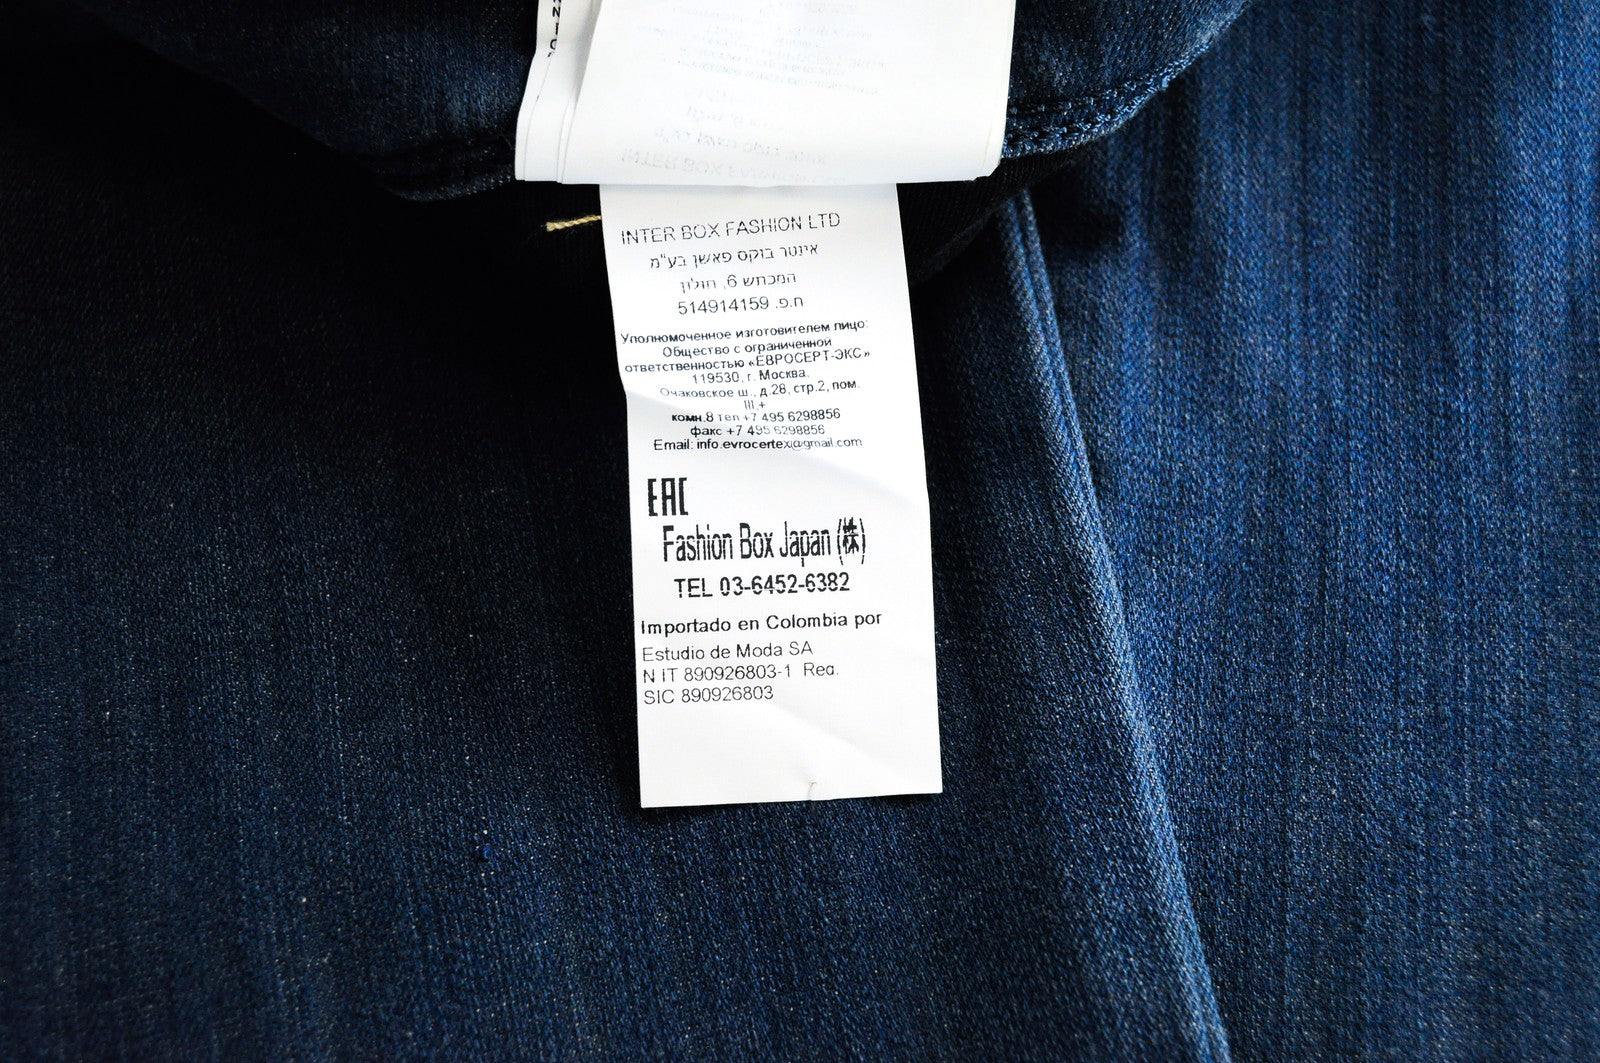 INTER BOX FASHION LTD
אינטר בוקס פאשן בע"מ
המכתש 6, חולון
ח.פ. 514914159
Уполномоченное изготовителем лицо:
Общество с ограниченной
ответственностью «ЕВРОСЕРТ-ЭКС»
119530, г. Москва,
Очаковское ш., д.28, стр.2, пом.
III,+
комн.8 тел +7 495 6298856
факс +7 495 6298856
Email: info.evrocertex@gmail.com
EAC
Fashion Box Japan (株)
TEL 03-6452-6382
Importado en Colombia por
Estudio de Moda SA
N IT 890926803-1 Reg.
SIC 890926803